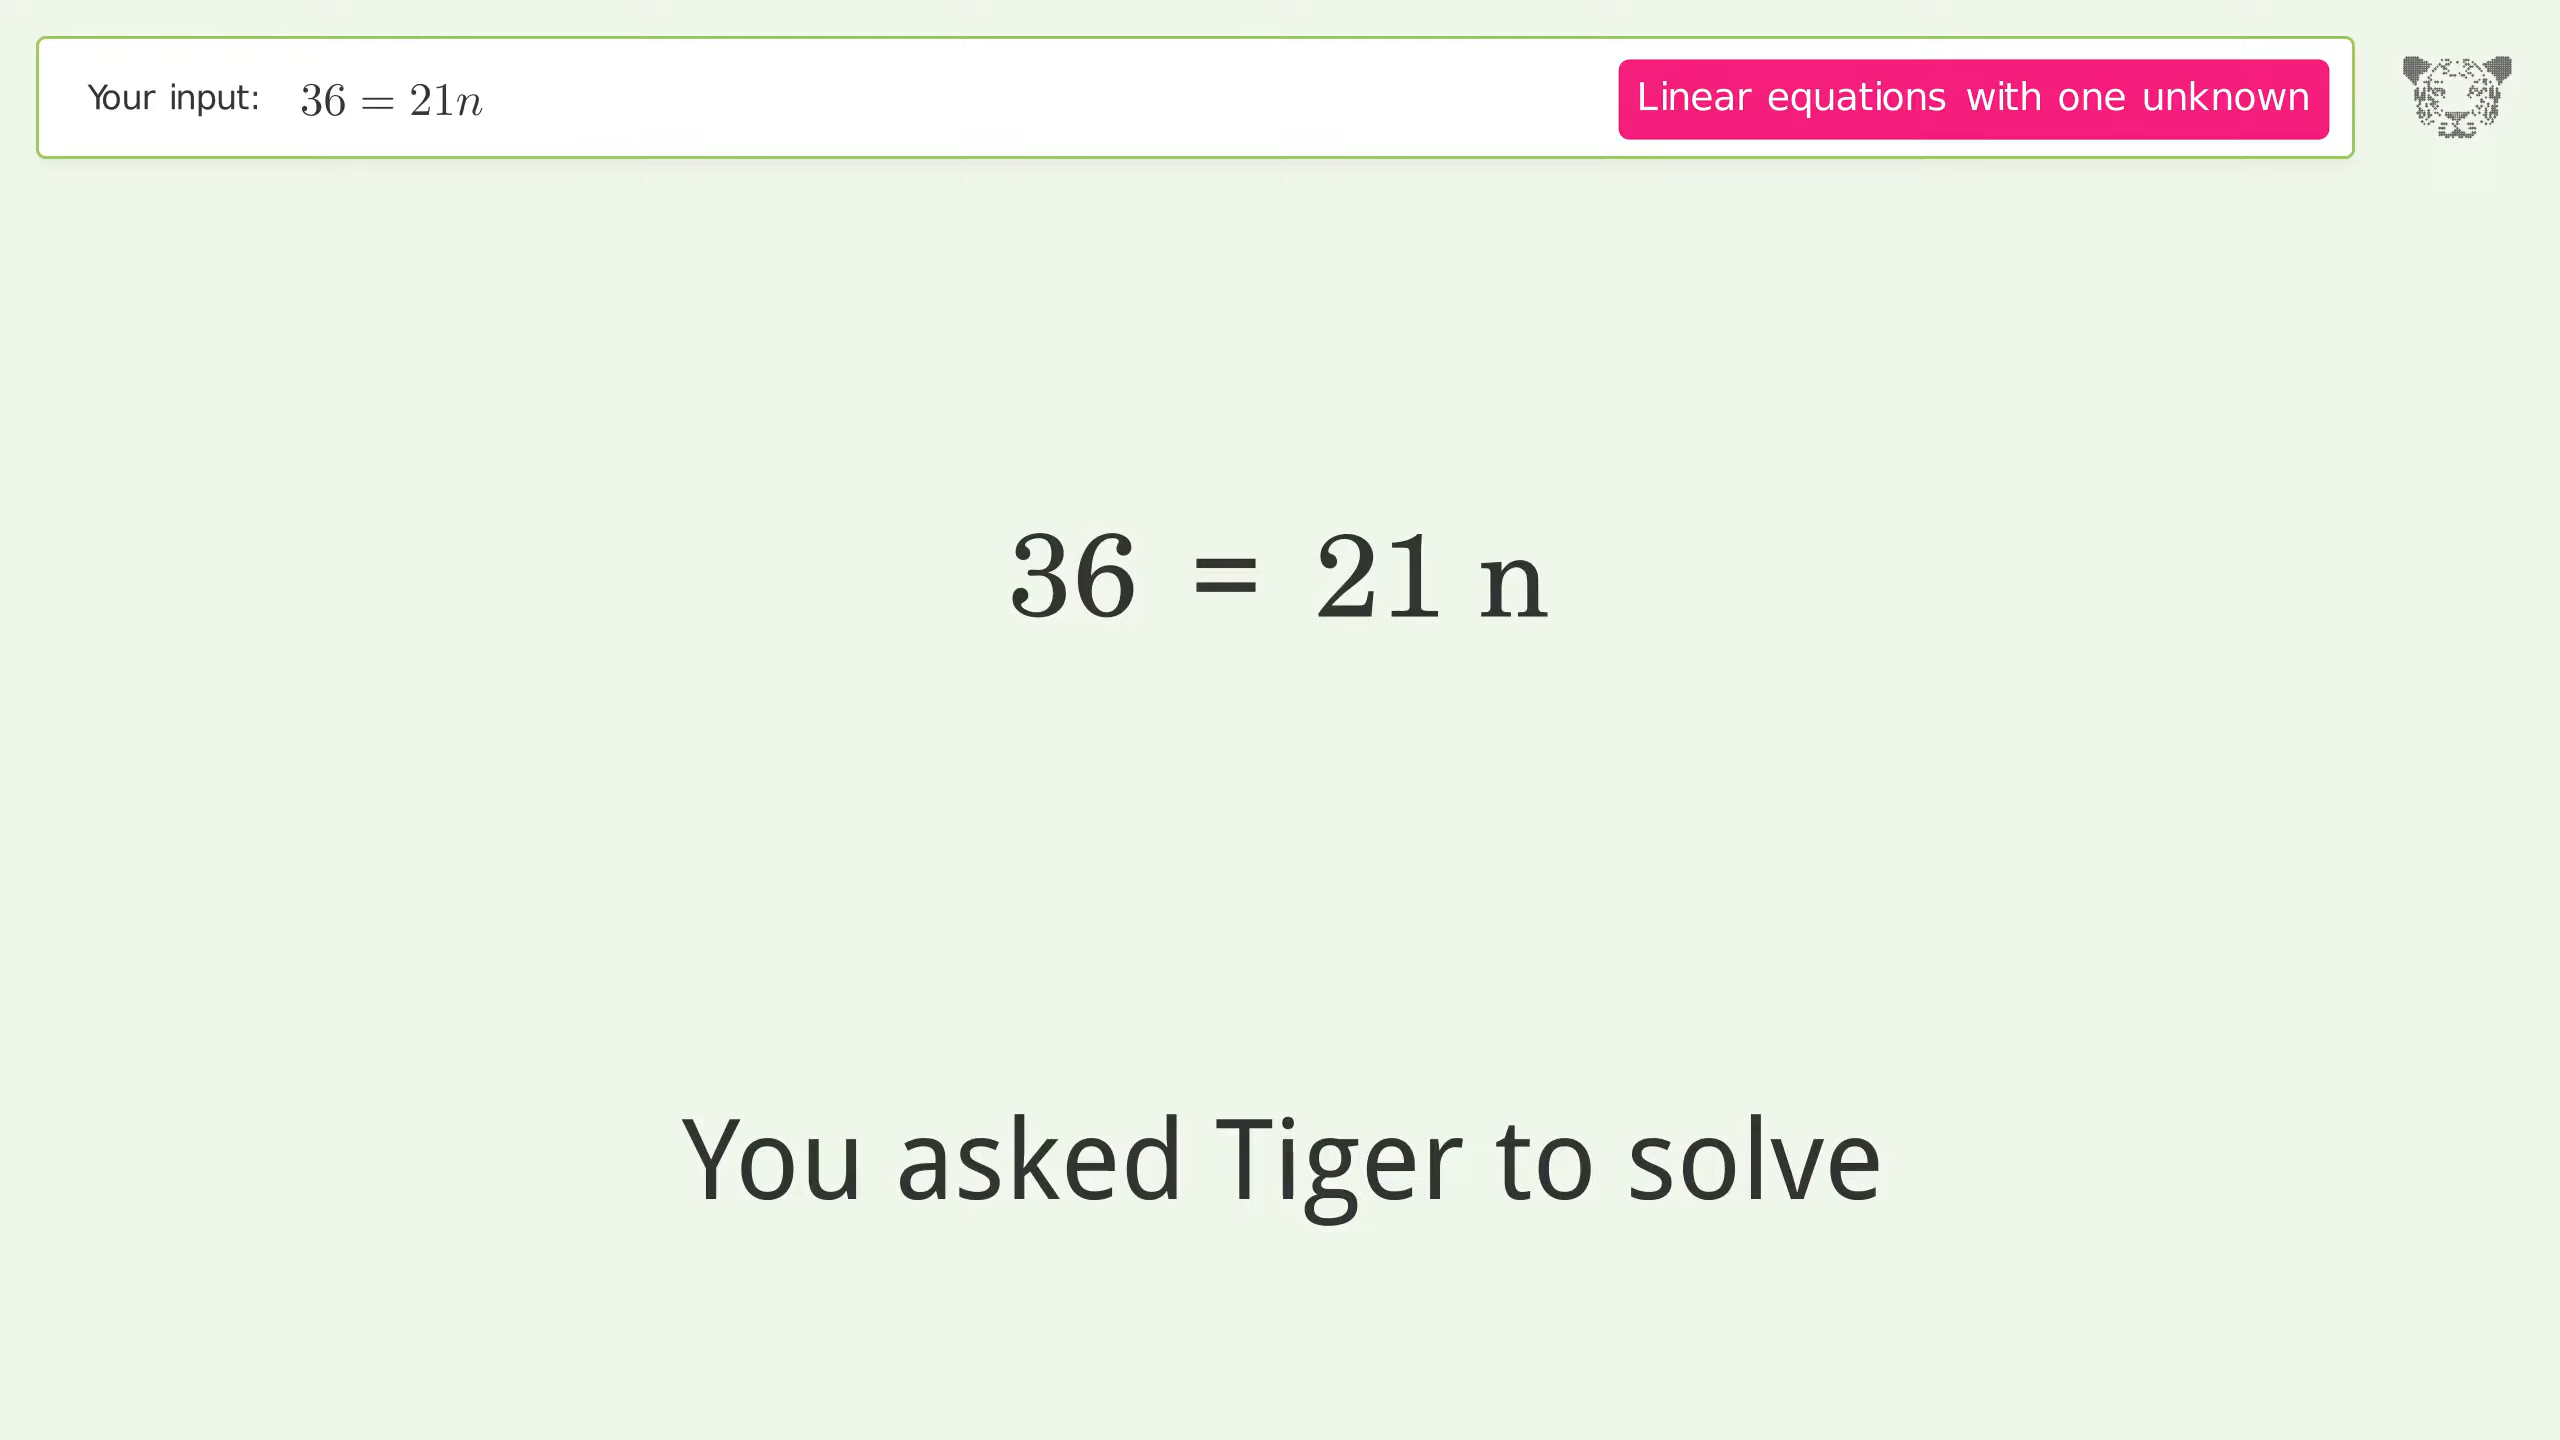 Your input: 36 = 21n Linear equations with one unknown
36 = 21 n
You asked Tiger to solve